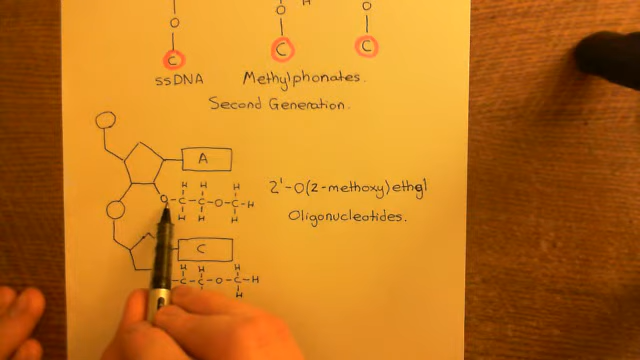 O
C
O
H
C
O
C
ssDNA
Methylphonates.
Second Generation.
A
H H H
O-C-C-O-C-H
H H H
2'-O(2-methoxy)ethyl
Oligonucleotides.
C
H H H
-C-C-O-C-H
H